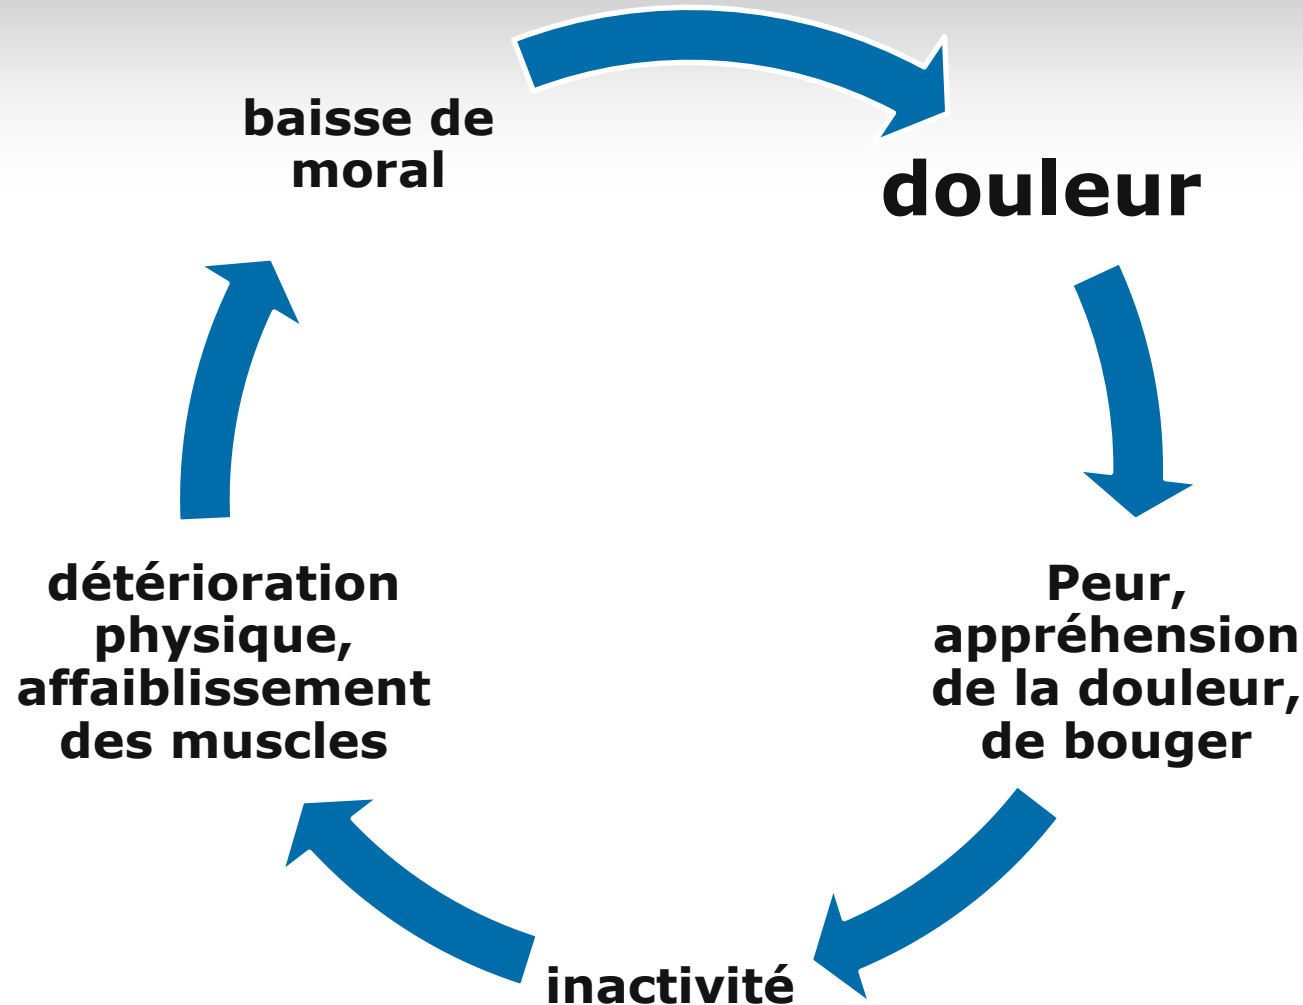 baisse de
moral
douleur
Peur,
appréhension
de la douleur,
de bouger
inactivité
détérioration
physique,
affaiblissement
des muscles